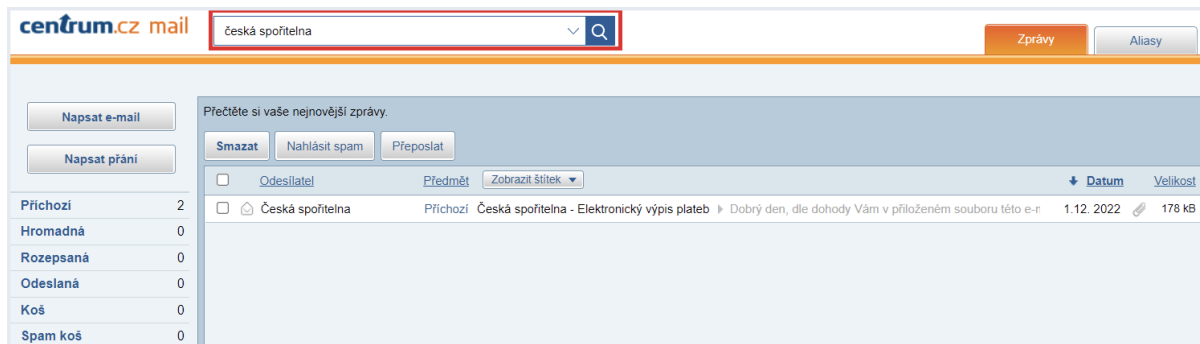 centrum.cz mail
česká spořitelna
Zprávy
Aliasy
Napsat e-mail
Napsat přání
Příchozí 2
Hromadná 0
Rozepsaná 0
Odeslaná 0
Koš 0
Spam koš 0
Přečtěte si vaše nejnovější zprávy.
Smazat Nahlásit spam Přeposlat
Odesílatel Předmět Zobrazit štítek Datum Velikost
Česká spořitelna Příchozí Česká spořitelna - Elektronický výpis plateb Dobrý den, dle dohody Vám v přiloženém souboru této e-r 1.12. 2022 178 kB